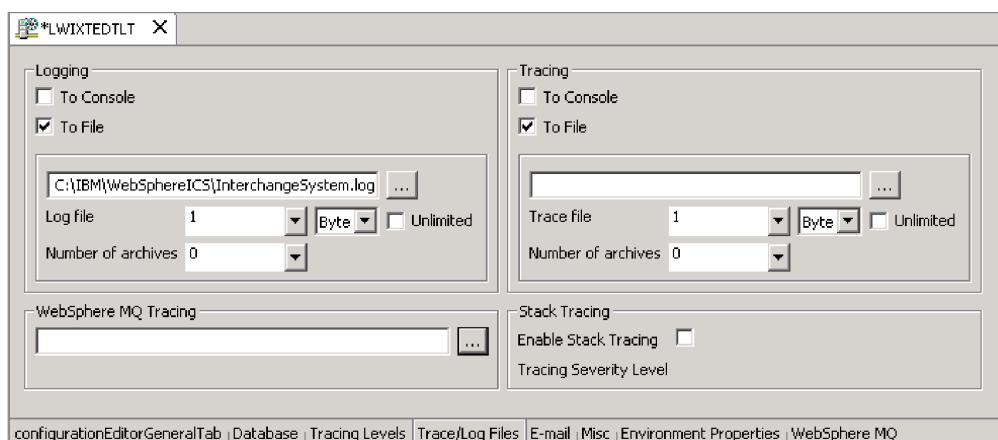 *LWIXTEDTLT
Logging
To Console
To File
C:\IBM\WebSphereICS\InterchangeSystem.log
...
Log file 1 Byte Unlimited
Number of archives 0
Tracing
To Console
To File
...
Trace file 1 Byte Unlimited
Number of archives 0
WebSphere MQ Tracing
...
Stack Tracing
Enable Stack Tracing
Tracing Severity Level
configurationEditorGeneralTab Database Tracing Levels Trace/Log Files E-mail Misc Environment Properties WebSphere MQ